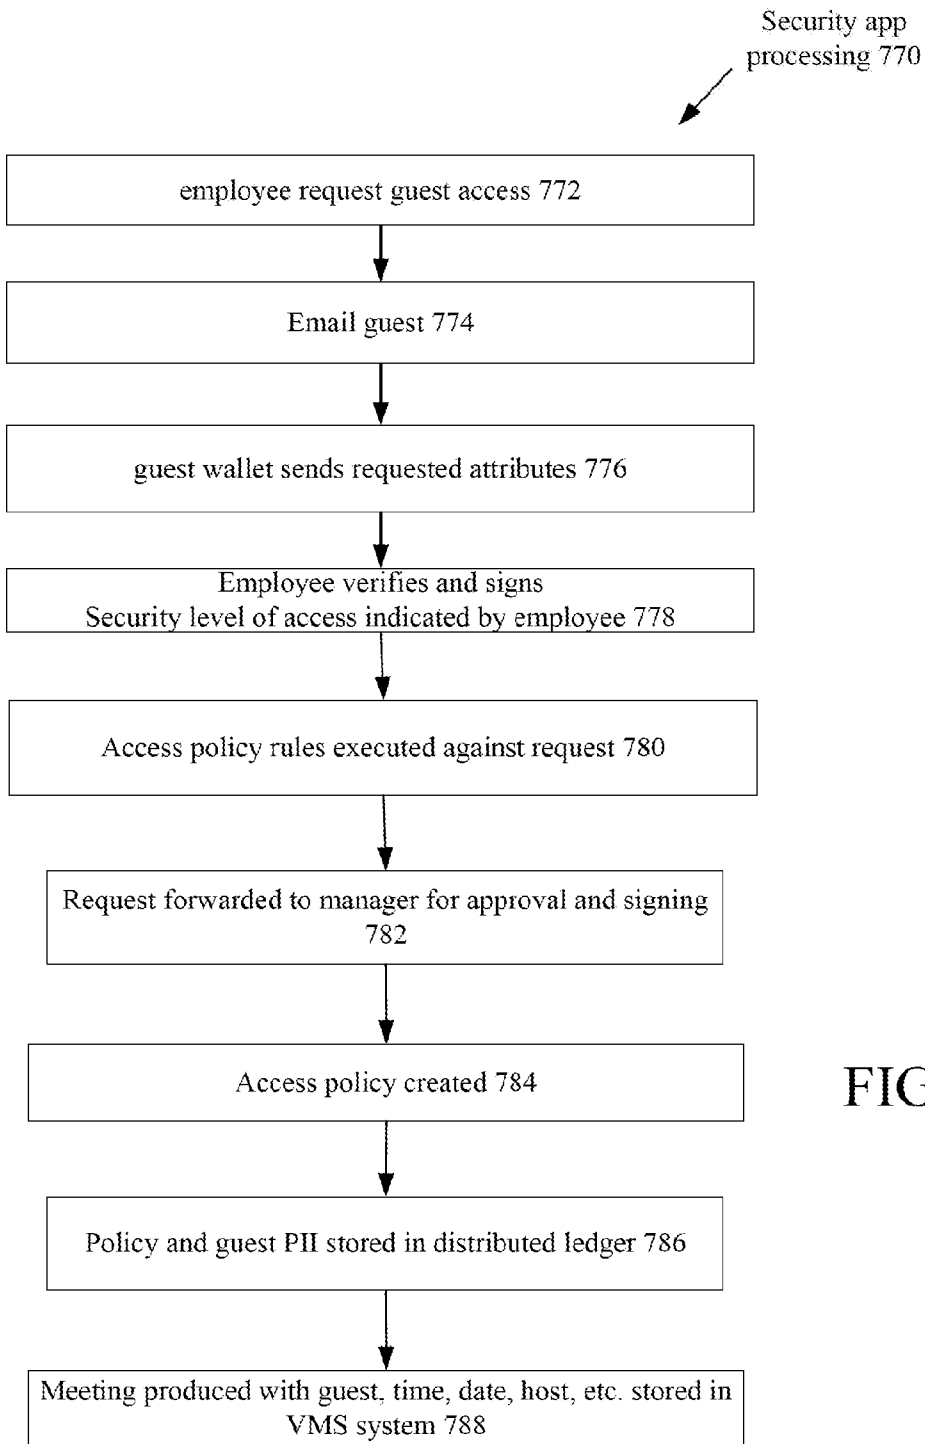 Security app
processing 770
employee request guest access 772
Email guest 774
guest wallet sends requested attributes 776
Employee verifies and signs
Security level of access indicated by employee 778
Access policy rules executed against request 780
Request forwarded to manager for approval and signing
782
Access policy created 784
FIG
Policy and guest PII stored in distributed ledger 786
Meeting produced with guest, time, date, host, etc. stored in
VMS system 788